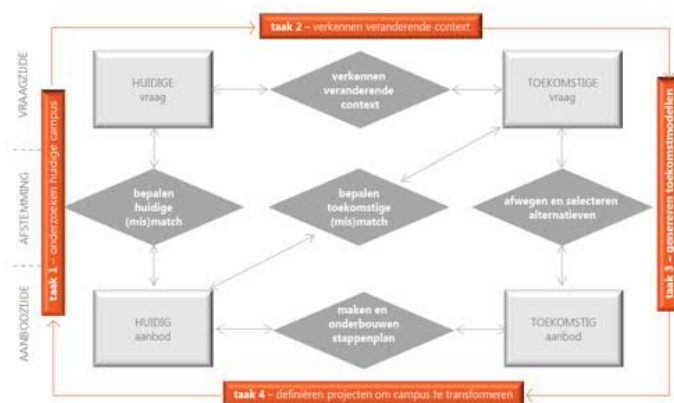 taak 2 – verkennen veranderende context
VRAAGZIJDE
HUIDIGE
vraag
verkennen
veranderende
context
TOEKOMSTIGE
vraag
taak 1 – onderzoeken huidige campus
AFSTEMMING
bepalen
huidige
(mis)match
bepalen
toekomstige
(mis)match
afwegen en selecteren
alternatieven
taak 3 – genereren toekomstmodellen
AANBODZIJDE
HUIDIG
aanbod
maken en
onderbouwen
stappenplan
TOEKOMSTIG
aanbod
taak 4 – definiëren projecten om campus te transformeren